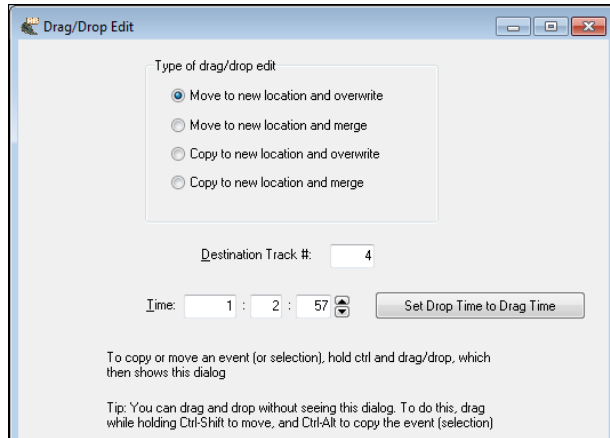 Drag/Drop Edit
Type of drag/drop edit
Move to new location and overwrite
Move to new location and merge
Copy to new location and overwrite
Copy to new location and merge
Destination Track #: 4
Time: 1 : 2 : 57 Set Drop Time to Drag Time
To copy or move an event (or selection), hold ctrl and drag/drop, which
then shows this dialog
Tip: You can drag and drop without seeing this dialog. To do this, drag
while holding Ctrl-Shift to move, and Ctrl-Alt to copy the event (selection)